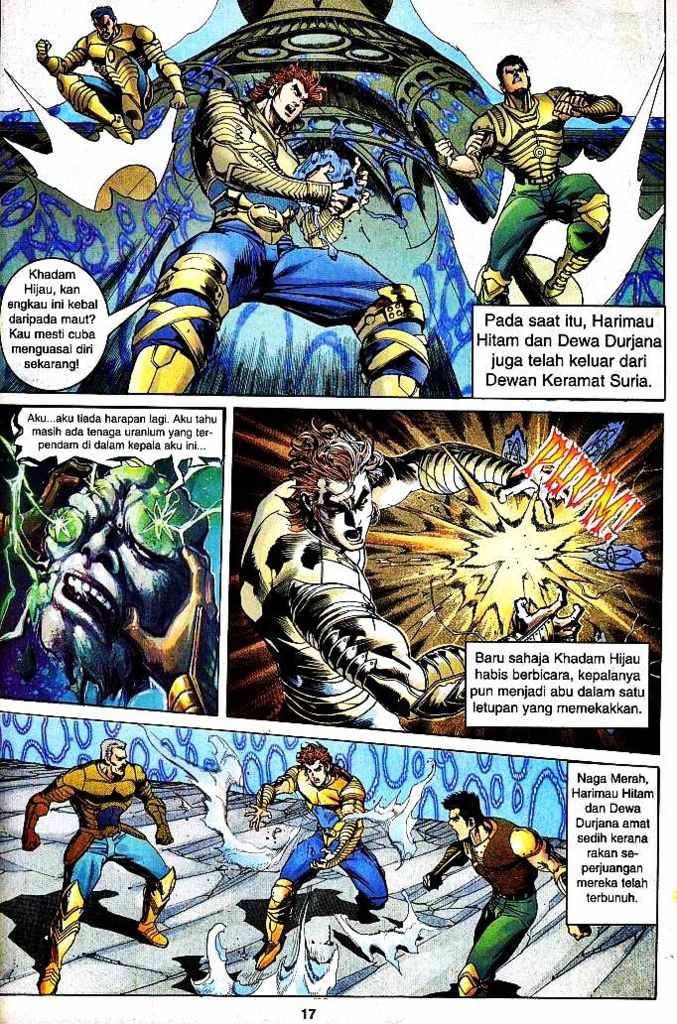 Khadam
Hijau, kan
engkau ini kebal
daripada maut?
Kau mesti cuba
menguasai diri
sekarang!
Pada saat itu, Harimau
Hitam dan Dewa Durjana
juga telah keluar dari
Dewan Keramat Suria.
Aku...aku tiada harapan lagi. Aku tahu
masih ada tenaga uranium yang ter-
pendam di dalam kepala aku ini...
PUUUM!
Baru sahaja Khadam Hijau
habis berbicara, kepalanya
pun menjadi abu dalam satu
letupan yang memekakkan.
Naga Merah,
Harimau Hitam
dan Dewa
Durjana amat
sedih kerana
rakan se-
perjuangan
mereka telah
terbunuh.
17